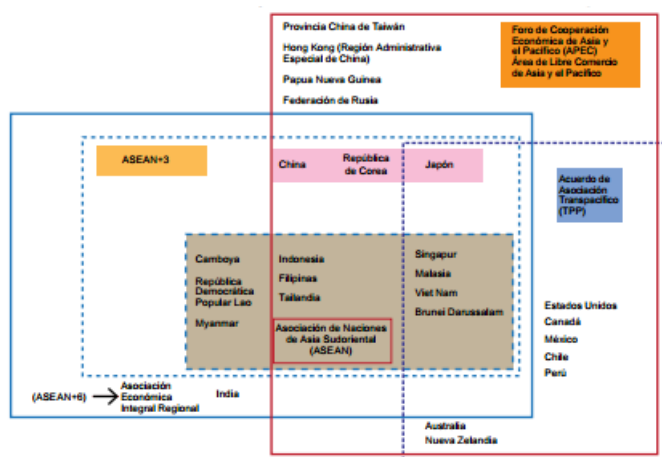 Provincia China de Taiwán
Hong Kong (Región Administrativa
Especial de China)
Papua Nueva Guinea
Federación de Rusia
Foro de Cooperación
Económica de Asia y
el Pacífico (APEC)
Área de Libre Comercio
de Asia y el Pacífico
ASEAN+3
China
República
de Corea
Japón
Acuerdo de
Asociación
Transpacífico
(TPP)
Camboya
República
Democrática
Popular Lao
Myanmar
Indonesia
Filipinas
Tailandia
Asociación de Naciones
de Asia Sudoriental
(ASEAN)
Singapur
Malasia
Viet Nam
Brunei Darussalam
Estados Unidos
Canadá
México
Chile
Perú
(ASEAN+6)
Asociación
Económica
Integral Regional
India
Australia
Nueva Zelandia